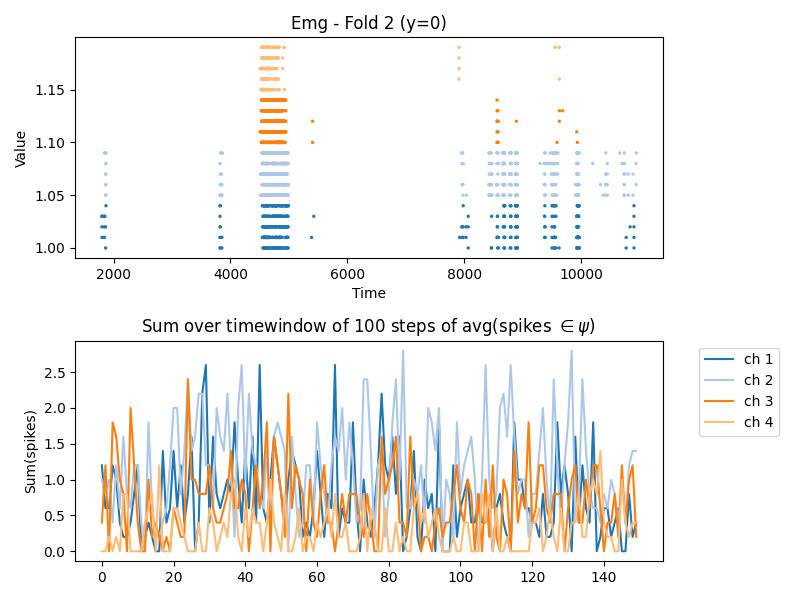 Emg - Fold 2 (y=0)
Value
1.15
1.10
1.05
1.00
2000 4000 6000 8000 10000
Time
Sum over timewindow of 100 steps of avg(spikes ∈ ψ)
Sum(spikes)
2.5
2.0
1.5
1.0
0.5
0.0
0 20 40 60 80 100 120 140
ch 1
ch 2
ch 3
ch 4